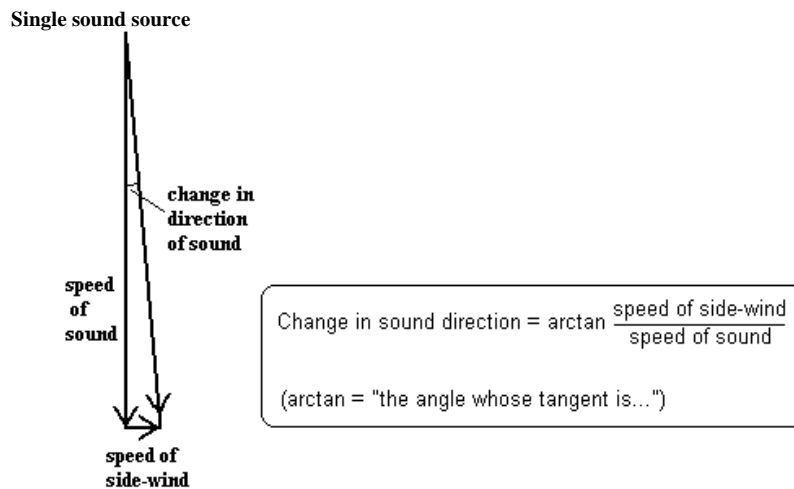 Single sound source
change in
direction
of sound
speed
of
sound
speed of
side-wind
Change in sound direction = arctan speed of side-wind
speed of sound
(arctan = "the angle whose tangent is...")